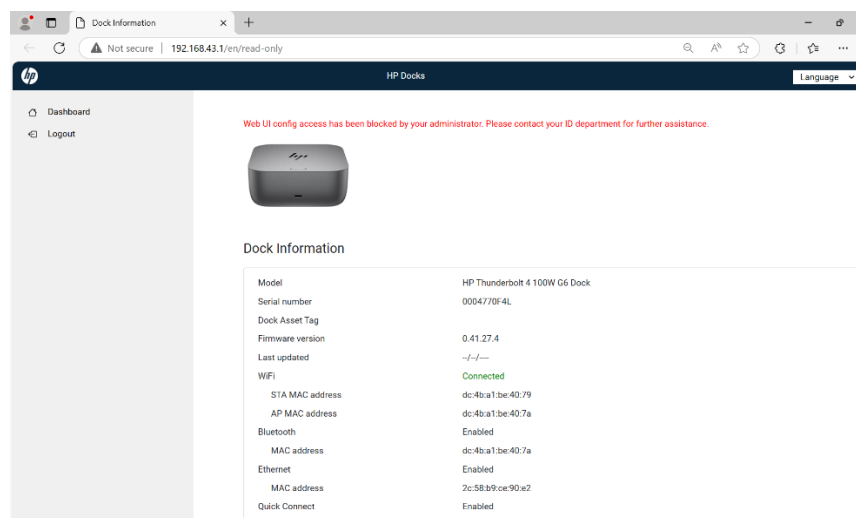 Dock Information
Not secure | 192.168.43.1/en/read-only
hp
HP Docks
Language
Dashboard
Logout
Web UI config access has been blocked by your administrator. Please contact your ID department for further assistance.
hp
Dock Information
Model HP Thunderbolt 4 100W G6 Dock
Serial number 0004770F4L
Dock Asset Tag
Firmware version 0.41.27.4
Last updated --/--/----
WiFi Connected
STA MAC address dc:4b:a1:be:40:79
AP MAC address dc:4b:a1:be:40:7a
Bluetooth Enabled
MAC address dc:4b:a1:be:40:7a
Ethernet Enabled
MAC address 2c:58:b9:ce:90:e2
Quick Connect Enabled